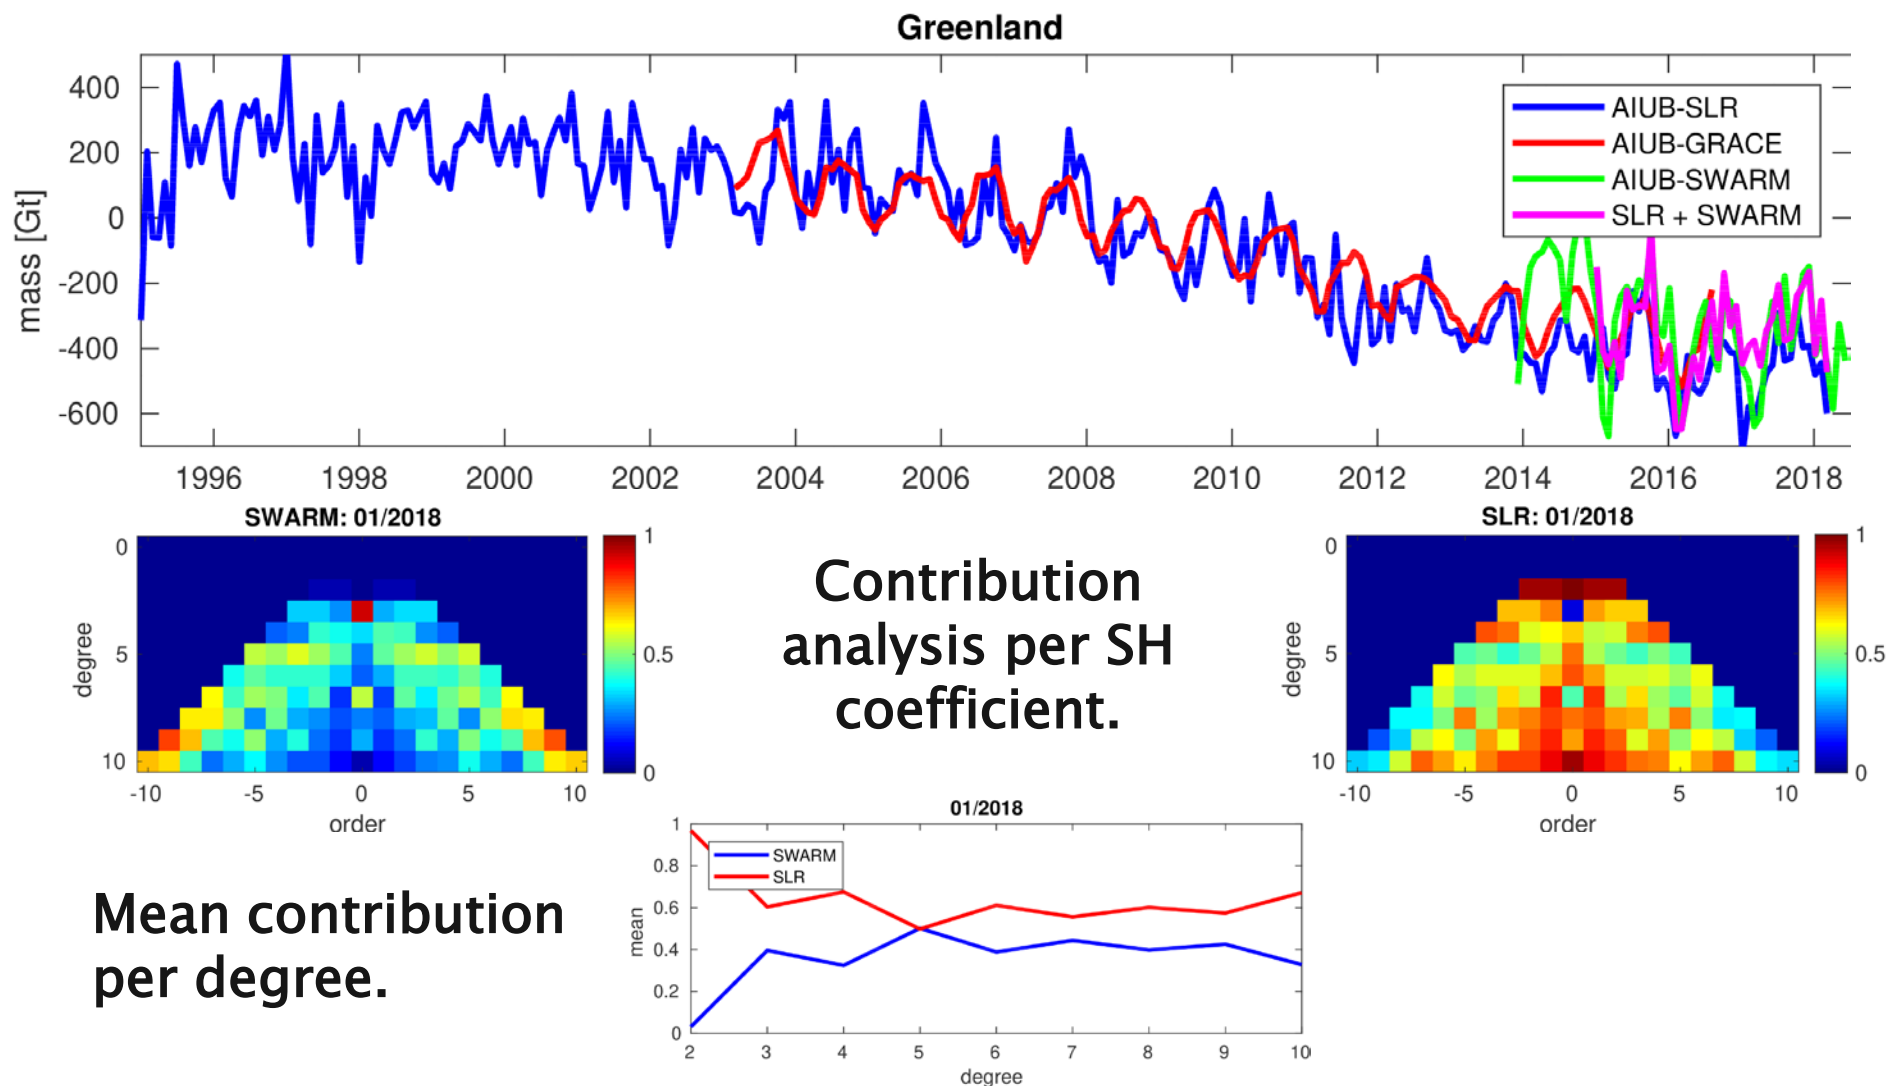 Greenland
mass [Gt]
400
200
0
-200
-400
-600
AIUB-SLR
AIUB-GRACE
AIUB-SWARM
SLR + SWARM
1996 1998 2000 2002 2004 2006 2008 2010 2012 2014 2016 2018
SWARM: 01/2018
degree
0
5
10
-10 -5 0 5 10
order
1
0.5
0
Contribution
analysis per SH
coefficient.
SLR: 01/2018
degree
0
5
10
-10 -5 0 5 10
order
1
0.5
0
Mean contribution
per degree.
01/2018
mean
1
0.8
0.6
0.4
0.2
0
SWARM
SLR
2 3 4 5 6 7 8 9 10
degree